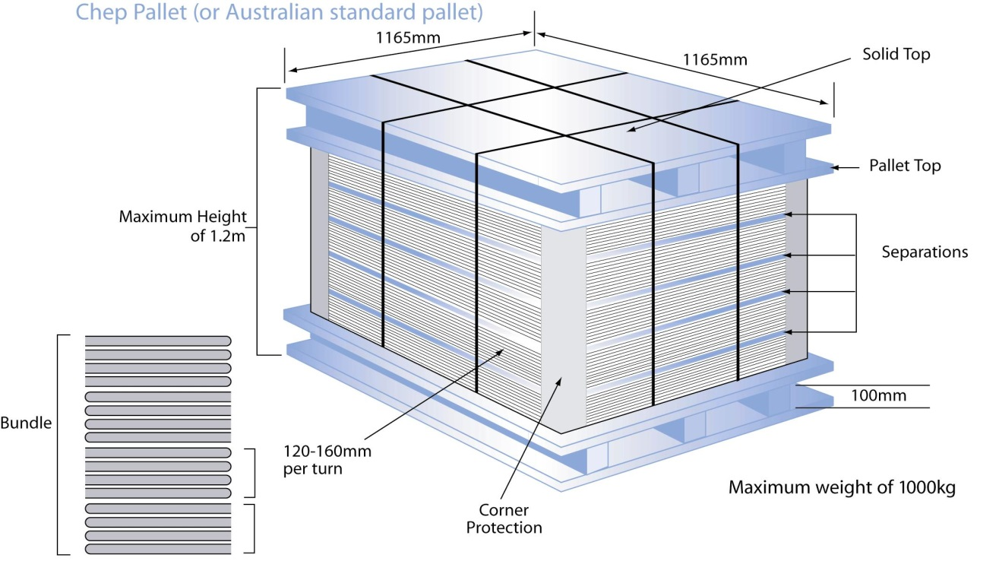 Chep Pallet (or Australian standard pallet)
1165mm
1165mm
Solid Top
Pallet Top
Maximum Height
of 1.2m
Separations
100mm
Bundle
120-160mm
per turn
Corner
Protection
Maximum weight of 1000kg